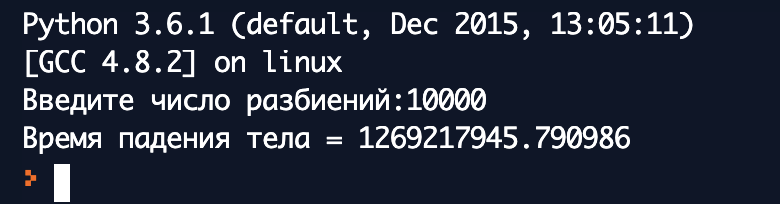 Python 3.6.1 (default, Dec 2015, 13:05:11)
[GCC 4.8.2] on linux
Введите число разбиений:10000
Время падения тела = 1269217945.790986
>